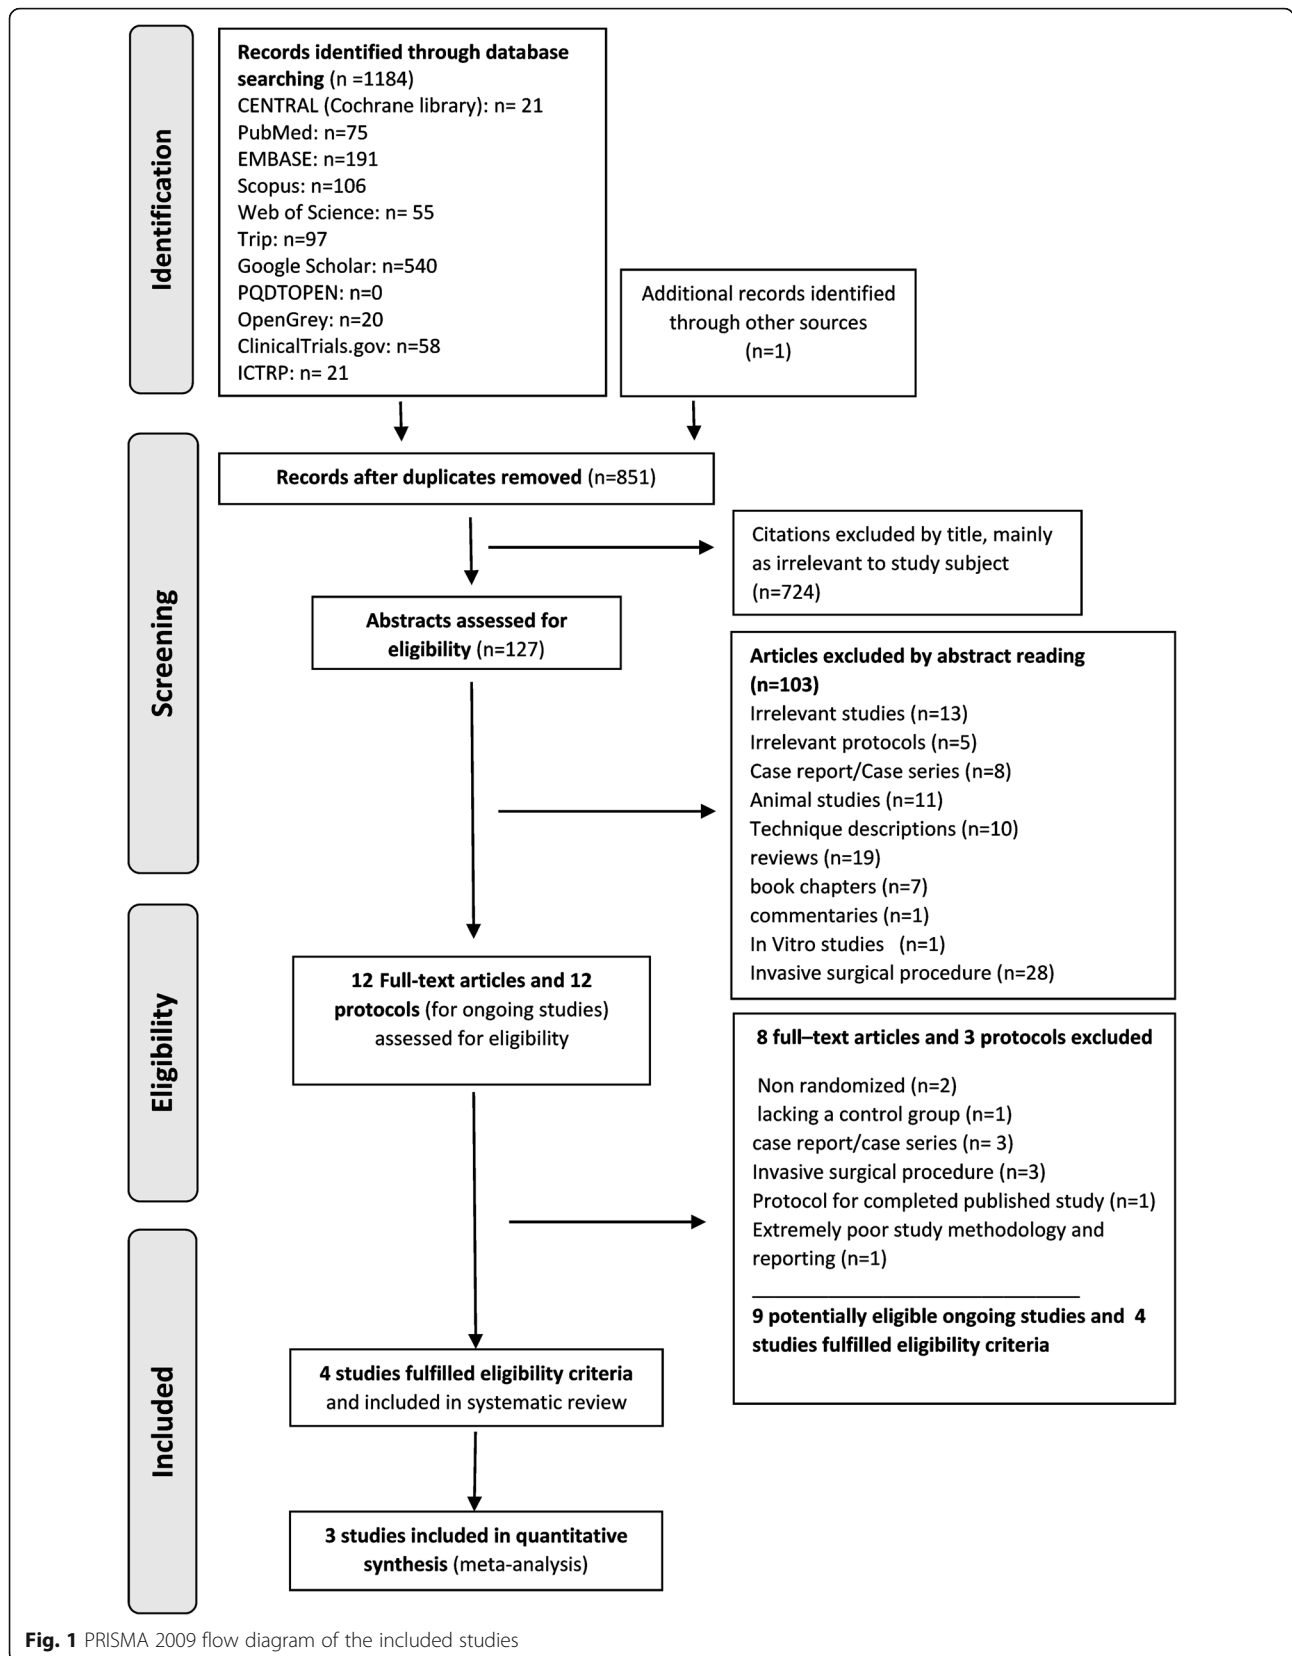 Identification
Records identified through database
searching (n =1184)
CENTRAL (Cochrane library): n= 21
PubMed: n=75
EMBASE: n=191
Scopus: n=106
Web of Science: n= 55
Trip: n=97
Google Scholar: n=540
PQDTOPEN: n=0
OpenGrey: n=20
ClinicalTrials.gov: n=58
ICTRP: n= 21
Additional records identified
through other sources
(n=1)
Screening
Records after duplicates removed (n=851)
Citations excluded by title, mainly
as irrelevant to study subject
(n=724)
Abstracts assessed for
eligibility (n=127)
Articles excluded by abstract reading
(n=103)
Irrelevant studies (n=13)
Irrelevant protocols (n=5)
Case report/Case series (n=8)
Animal studies (n=11)
Technique descriptions (n=10)
reviews (n=19)
book chapters (n=7)
commentaries (n=1)
In Vitro studies (n=1)
Invasive surgical procedure (n=28)
Eligibility
12 Full-text articles and 12
protocols (for ongoing studies)
assessed for eligibility
8 full–text articles and 3 protocols excluded
Non randomized (n=2)
lacking a control group (n=1)
case report/case series (n= 3)
Invasive surgical procedure (n=3)
Protocol for completed published study (n=1)
Extremely poor study methodology and
reporting (n=1)
9 potentially eligible ongoing studies and 4
studies fulfilled eligibility criteria
Included
4 studies fulfilled eligibility criteria
and included in systematic review
3 studies included in quantitative
synthesis (meta-analysis)
Fig. 1 PRISMA 2009 flow diagram of the included studies